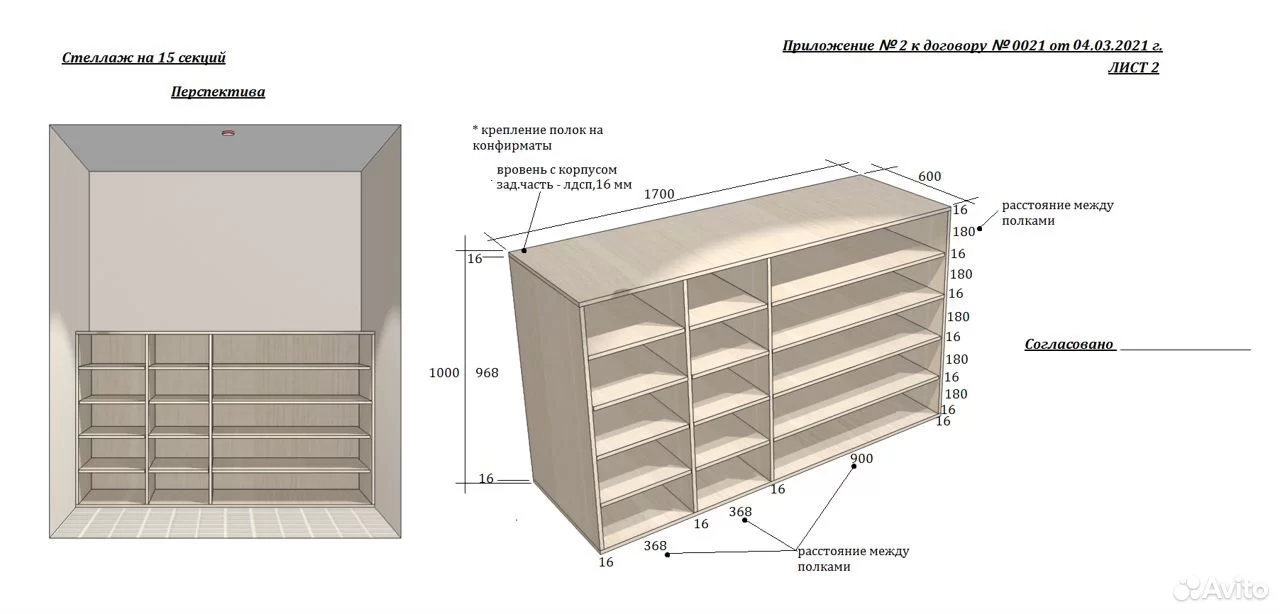 Стеллаж на 15 секций
Приложение № 2 к договору № 0021 от 04.03.2021 г.
ЛИСТ 2
Перспектива
* крепление полок на
конфирматы
вровень с корпусом
зад.часть - лдсп,16 мм
1700
600
16
расстояние между
полками
180
16
16
180
16
180
16
Согласовано
180
1000
968
16
180
16
16
900
16
16
368
16
368
расстояние между
полками
16
Avito